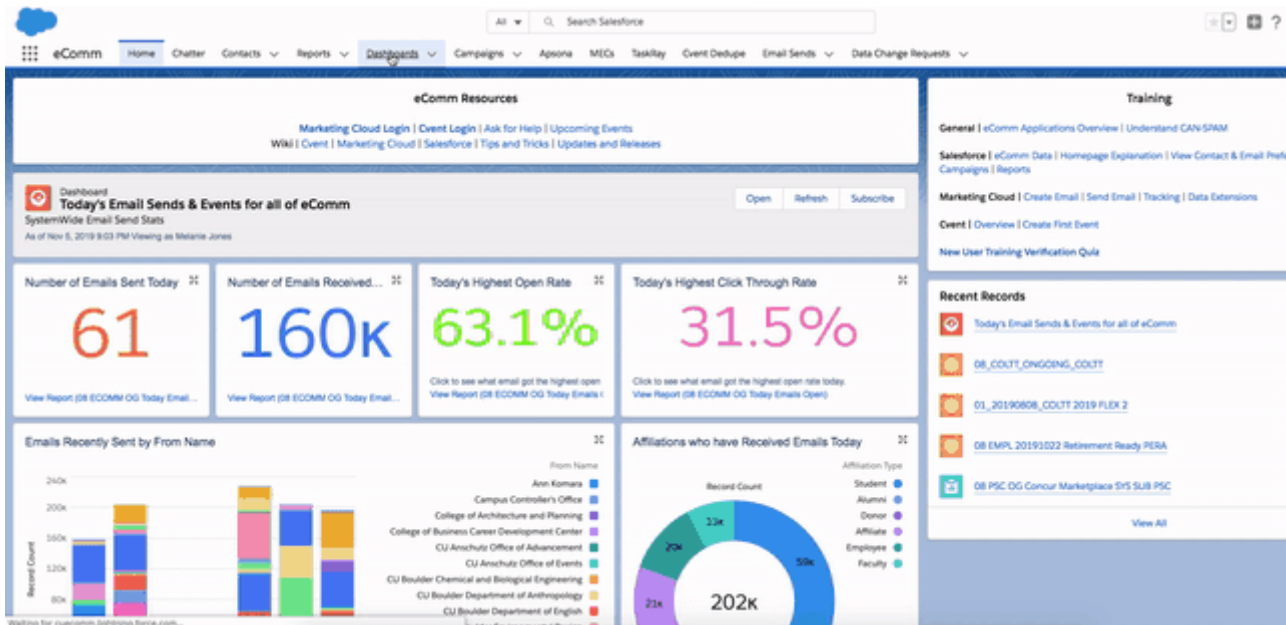 All
Search Salesforce
?
eComm Home Chatter Contacts Reports Dashboards Campaigns Apsona MECs TaskRay Cvent Dedupe Email Sends Data Change Requests
eComm Resources
Marketing Cloud Login | Cvent Login | Ask for Help | Upcoming Events
Wiki | Cvent | Marketing Cloud | Salesforce | Tips and Tricks | Updates and Releases
Dashboard
Today's Email Sends & Events for all of eComm
SystemWide Email Send Stats
As of Nov 5, 2019 9:03 PM·Viewing as Melanie Jones
Open Refresh Subscribe
Number of Emails Sent Today
61
View Report (08 ECOMM OG Today Email...
Number of Emails Received...
160K
View Report (08 ECOMM OG Today Email...
Today's Highest Open Rate
63.1%
Click to see what email got the highest open
View Report (08 ECOMM OG Today Emails
Today's Highest Click Through Rate
31.5%
Click to see what email got the highest open rate today.
View Report (08 ECOMM OG Today Emails Open)
Emails Recently Sent by From Name
Record Count
240K
200K
160K
120K
80K
From Name
Ann Komara
Campus Controller's Office
College of Architecture and Planning
College of Business Career Development Center
CU Anschutz Office of Advancement
CU Anschutz Office of Events
CU Boulder Chemical and Biological Engineering
CU Boulder Department of Anthropology
CU Boulder Department of English
Affiliations who have Received Emails Today
Record Count
13K
20K
59K
21K
202K
Affiliation Type
Student
Alumni
Donor
Affiliate
Employee
Faculty
Training
General | eComm Applications Overview | Understand CAN-SPAM
Salesforce | eComm Data | Homepage Explanation | View Contact & Email Prefe
Campaigns | Reports
Marketing Cloud | Create Email | Send Email | Tracking | Data Extensions
Cvent | Overview | Create First Event
New User Training Verification Quiz
Recent Records
Today's Email Sends & Events for all of eComm
08_COLTT_ONGOING_COLTT
01_20190808_COLTT 2019 FLEX 2
08 EMPL 20191022 Retirement Ready PERA
08 PSC OG Concur Marketplace SYS SUB PSC
View All